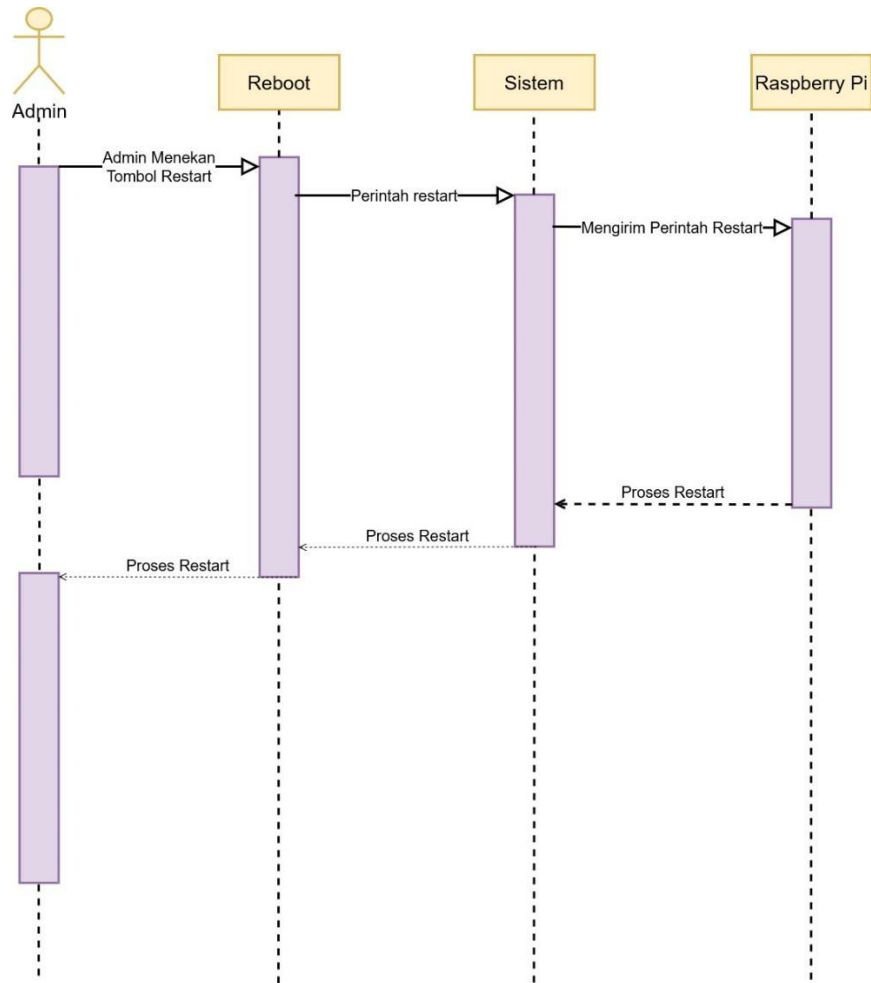 Admin
Reboot
Sistem
Raspberry Pi
Admin Menekan
Tombol Restart
Perintah restart
Mengirim Perintah Restart
Proses Restart
Proses Restart
Proses Restart